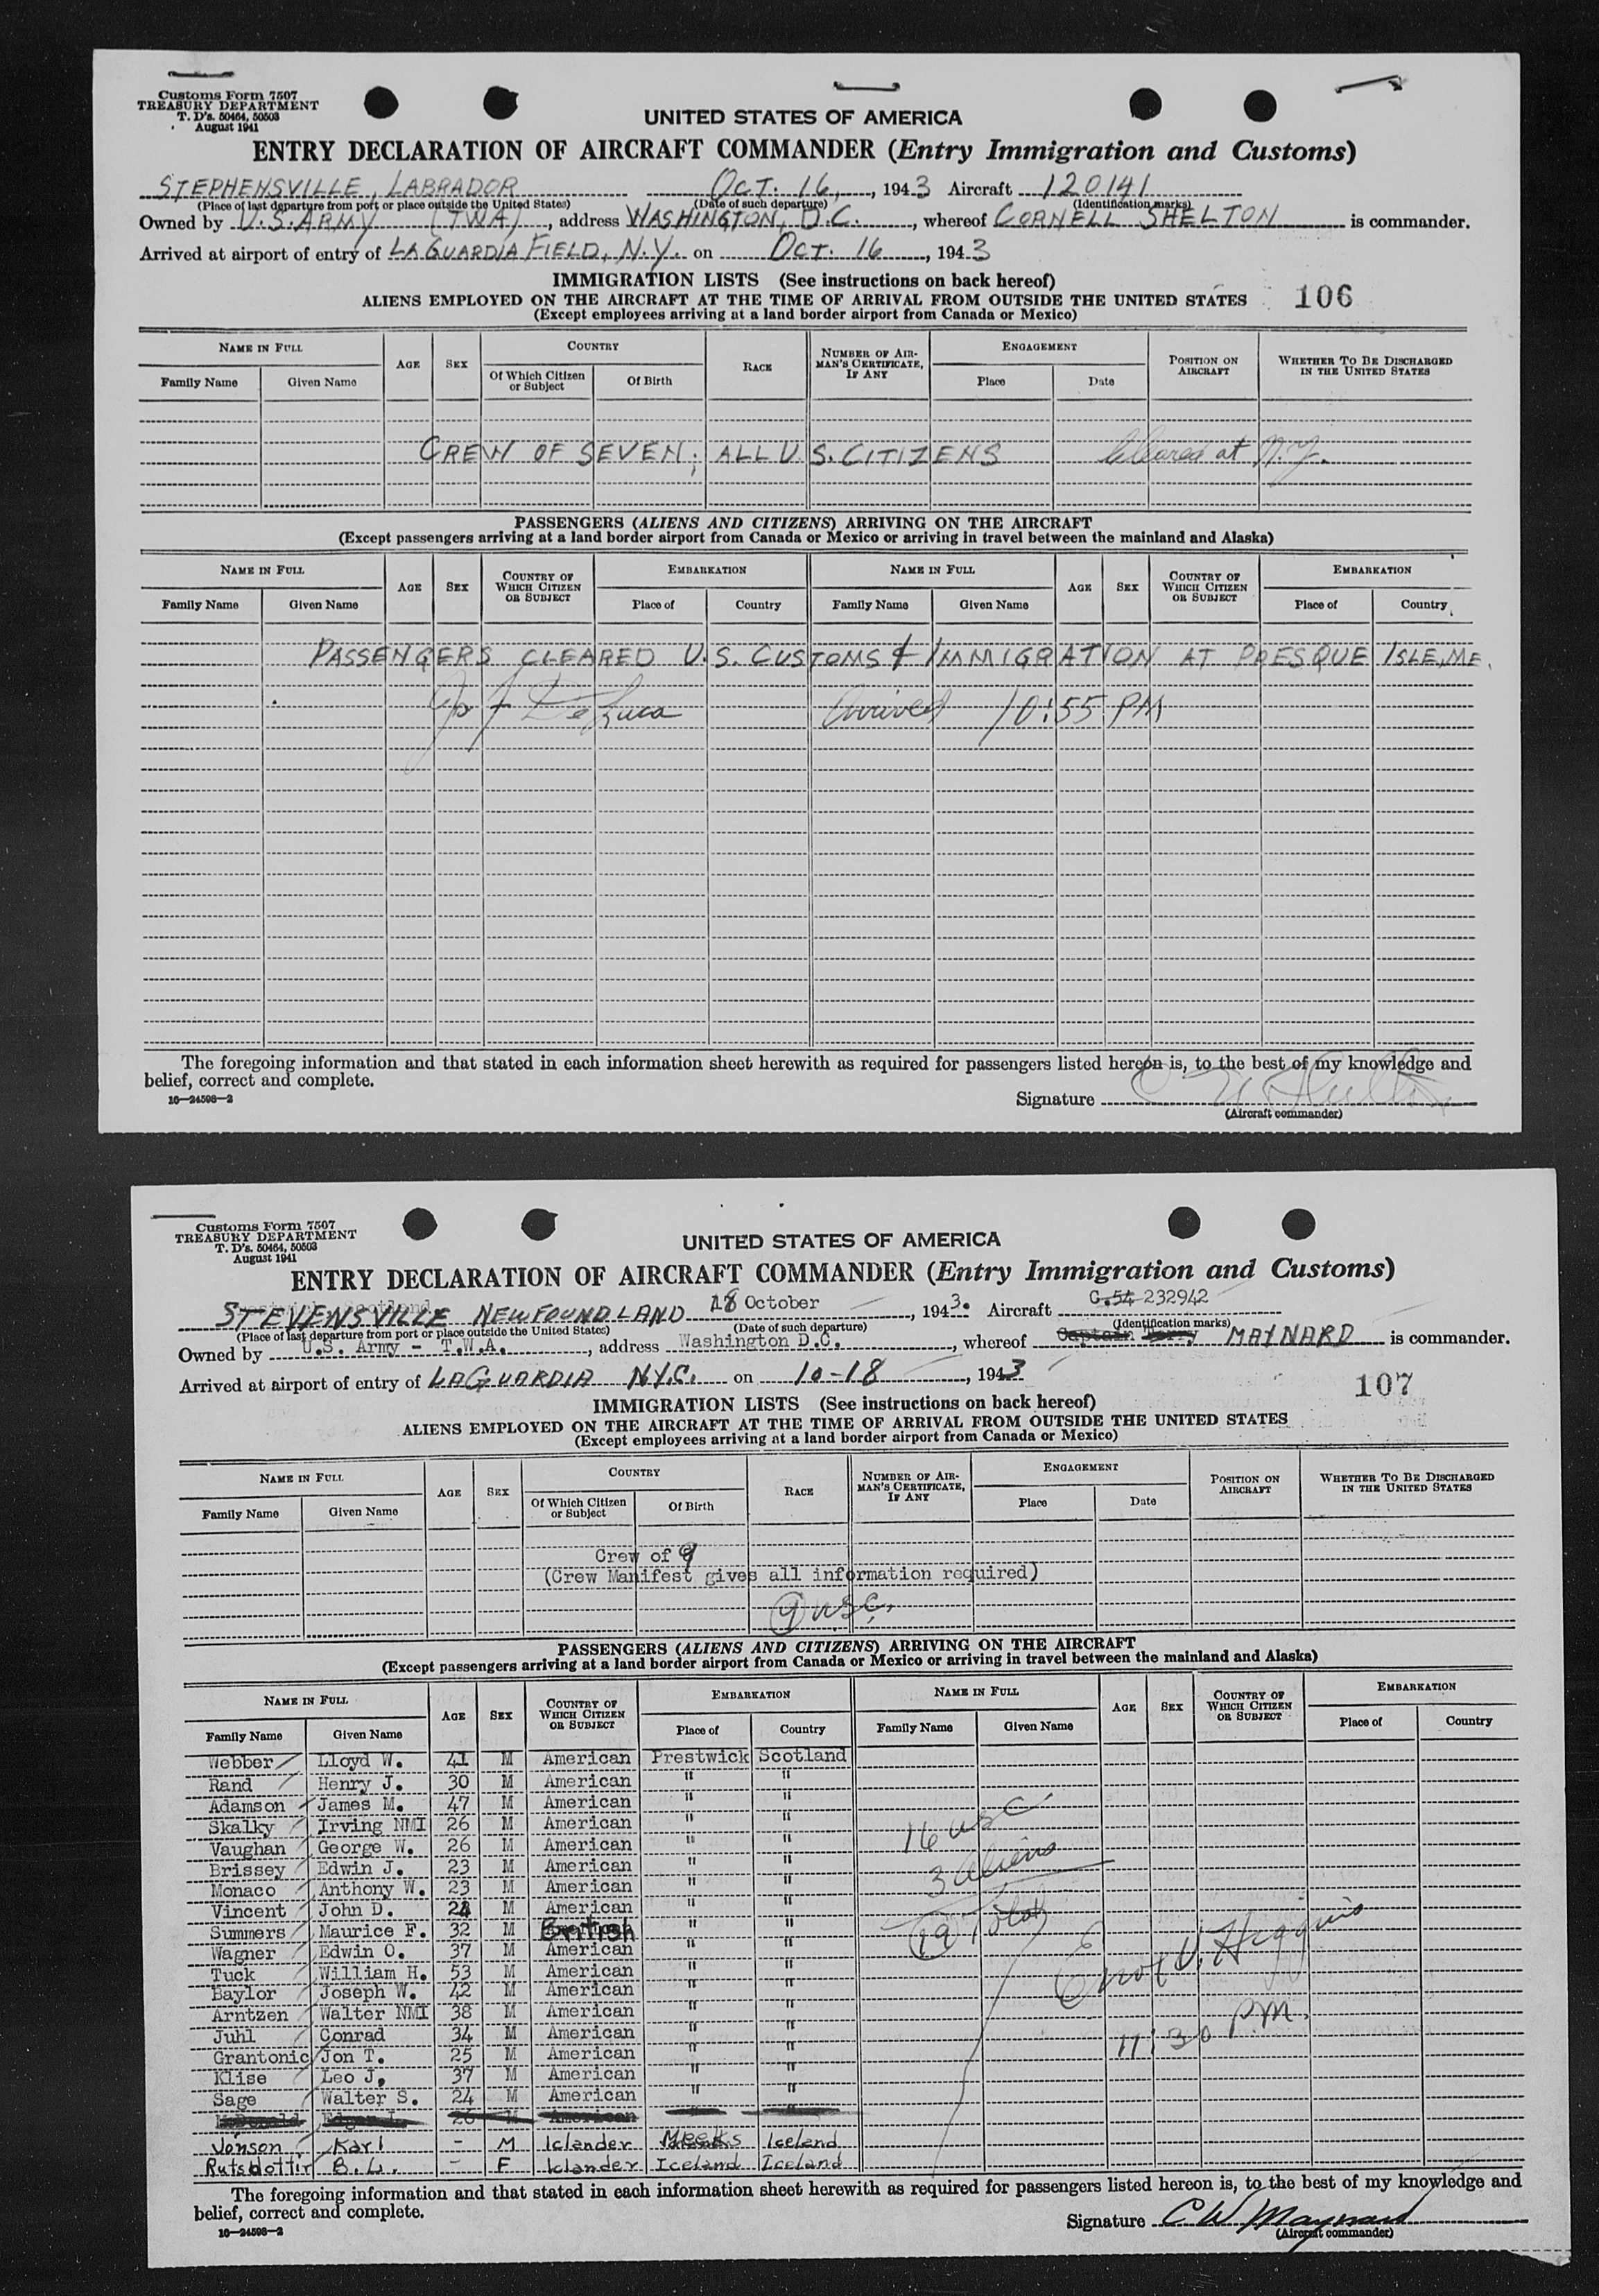 Customs Form 7507
TREASURY DEPARTMENT
T. D's. 50464, 50503
August 1941
UNITED STATES OF AMERICA
ENTRY DECLARATION OF AIRCRAFT COMMANDER (Entry Immigration and Customs)
STEPHENSVILLE, LABRADOR OCT. 16, , 1943 Aircraft 120141
(Place of last departure from port or place outside the United States) (Date of such departure) (Identification marks)
Owned by U.S. ARMY (TWA), address WASHINGTON, D.C., whereof CORNELL SHELTON is commander.
Arrived at airport of entry of LA GUARDIA FIELD, N.Y. on OCT. 16, 1943
IMMIGRATION LISTS (See instructions on back hereof)
ALIENS EMPLOYED ON THE AIRCRAFT AT THE TIME OF ARRIVAL FROM OUTSIDE THE UNITED STATES 106
(Except employees arriving at a land border airport from Canada or Mexico)
NAME IN FULL AGE SEX COUNTRY RACE NUMBER OF AIRMAN'S CERTIFICATE, IF ANY ENGAGEMENT POSITION ON AIRCRAFT WHETHER TO BE DISCHARGED IN THE UNITED STATES
Family Name Given Name Of Which Citizen or Subject Of Birth Place Date
CREW OF SEVEN; ALL U.S. CITIZENS Cleared at N.Y.
PASSENGERS (ALIENS AND CITIZENS) ARRIVING ON THE AIRCRAFT
(Except passengers arriving at a land border airport from Canada or Mexico or arriving in travel between the mainland and Alaska)
NAME IN FULL AGE SEX COUNTRY OF WHICH CITIZEN OR SUBJECT EMBARKATION NAME IN FULL AGE SEX COUNTRY OF WHICH CITIZEN OR SUBJECT EMBARKATION
Family Name Given Name Place of Country Family Name Given Name Place of Country
PASSENGERS CLEARED U.S. CUSTOMS & IMMIGRATION AT PRESQUE ISLE, ME.
De Luca Arrived 10:55 PM
The foregoing information and that stated in each information sheet herewith as required for passengers listed hereon is, to the best of my knowledge and
belief, correct and complete.
16—24598—2
Signature
(Aircraft commander)
Customs Form 7507
TREASURY DEPARTMENT
T. D's. 50464, 50503
August 1941
UNITED STATES OF AMERICA
ENTRY DECLARATION OF AIRCRAFT COMMANDER (Entry Immigration and Customs)
STEVENSVILLE NEWFOUNDLAND 18 October , 1943. Aircraft C.54 232942
(Place of last departure from port or place outside the United States) (Date of such departure) (Identification marks)
Owned by U.S. Army - T.W.A., address Washington D.C., whereof Captain Terry MAYNARD is commander.
Arrived at airport of entry of LAGUARDIA N.Y.C. on 10-18, 1943
107
IMMIGRATION LISTS (See instructions on back hereof)
ALIENS EMPLOYED ON THE AIRCRAFT AT THE TIME OF ARRIVAL FROM OUTSIDE THE UNITED STATES
(Except employees arriving at a land border airport from Canada or Mexico)
NAME IN FULL AGE SEX COUNTRY RACE NUMBER OF AIRMAN'S CERTIFICATE, IF ANY ENGAGEMENT POSITION ON AIRCRAFT WHETHER TO BE DISCHARGED IN THE UNITED STATES
Family Name Given Name Of Which Citizen or Subject Of Birth Place Date
Crew of 9
(Crew Manifest gives all information required)
9 USC.
PASSENGERS (ALIENS AND CITIZENS) ARRIVING ON THE AIRCRAFT
(Except passengers arriving at a land border airport from Canada or Mexico or arriving in travel between the mainland and Alaska)
NAME IN FULL AGE SEX COUNTRY OF WHICH CITIZEN OR SUBJECT EMBARKATION NAME IN FULL AGE SEX COUNTRY OF WHICH CITIZEN OR SUBJECT EMBARKATION
Family Name Given Name Place of Country Family Name Given Name Place of Country
Webber Lloyd W. 41 M American Prestwick Scotland
Rand Henry J. 30 M American " "
Adamson James M. 47 M American " "
Skalky Irving NMI 26 M American " " 16 USC
Vaughan George W. 26 M American " "
Brissey Edwin J. 23 M American " " 3 Aliens
Monaco Anthony W. 23 M American " "
Vincent John D. 24 M American " "
Summers Maurice F. 32 M British " " 19 Total
Wagner Edwin O. 37 M American " "
Tuck William H. 53 M American " " V. Higgins
Baylor Joseph W. 42 M American " "
Arntzen Walter NMI 38 M American " "
Juhl Conrad 34 M American " " 11:30 P.M.
Grantonic Jon T. 25 M American " "
Klise Leo J. 37 M American " "
Sage Walter S. 24 M American " "
McDonald Edgar L. 26 M American
Jonson Karl - M Iclander Meeks Iceland
Rutsdottir B.L. - F Iclander Iceland Iceland
The foregoing information and that stated in each information sheet herewith as required for passengers listed hereon is, to the best of my knowledge and
belief, correct and complete.
16—24598—2
Signature C W Maynard
(Aircraft commander)